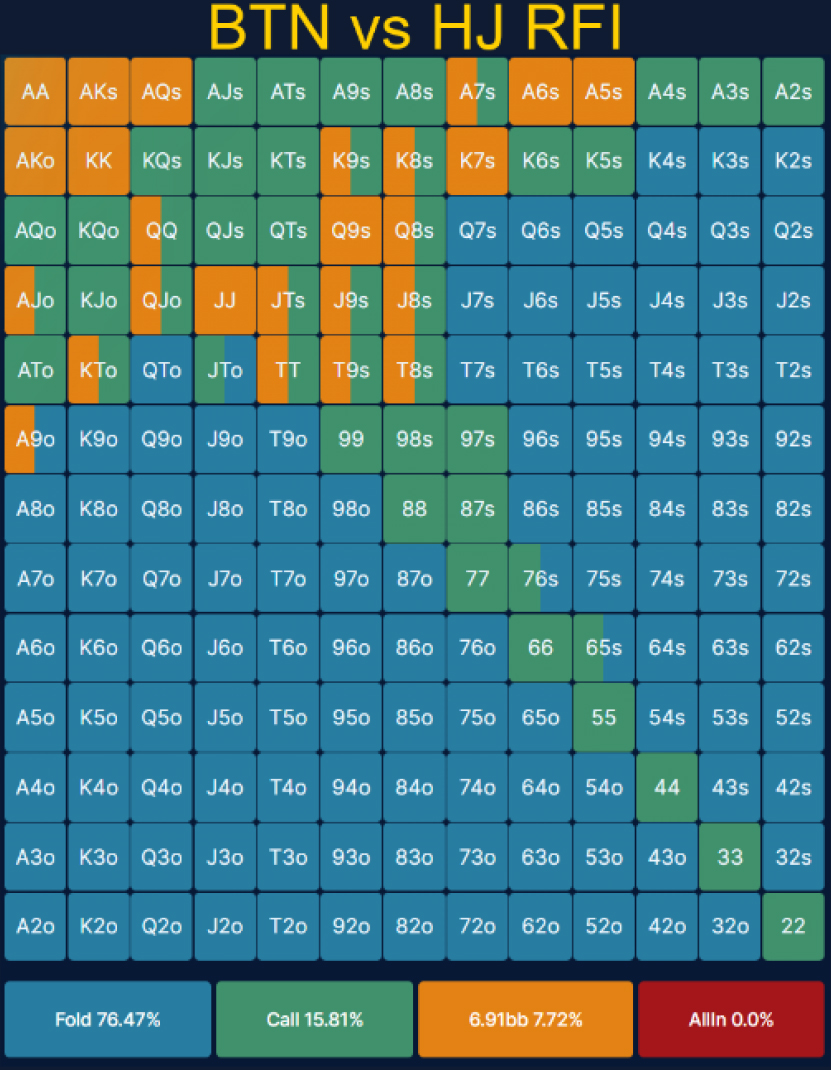 BTN vs HJ RFI
AA AKs AQs AJs ATs A9s A8s A7s A6s A5s A4s A3s A2s
AKo KK KQs KJs KTs K9s K8s K7s K6s K5s K4s K3s K2s
AQo KQo QQ QJs QTs Q9s Q8s Q7s Q6s Q5s Q4s Q3s Q2s
AJo KJo QJo JJ JTs J9s J8s J7s J6s J5s J4s J3s J2s
ATo KTo QTo JTo TT T9s T8s T7s T6s T5s T4s T3s T2s
A9o K9o Q9o J9o T9o 99 98s 97s 96s 95s 94s 93s 92s
A8o K8o Q8o J8o T8o 98o 88 87s 86s 85s 84s 83s 82s
A7o K7o Q7o J7o T7o 97o 87o 77 76s 75s 74s 73s 72s
A6o K6o Q6o J6o T6o 96o 86o 76o 66 65s 64s 63s 62s
A5o K5o Q5o J5o T5o 95o 85o 75o 65o 55 54s 53s 52s
A4o K4o Q4o J4o T4o 94o 84o 74o 64o 54o 44 43s 42s
A3o K3o Q3o J3o T3o 93o 83o 73o 63o 53o 43o 33 32s
A2o K2o Q2o J2o T2o 92o 82o 72o 62o 52o 42o 32o 22
Fold 76.47% Call 15.81% 6.91bb 7.72% AllIn 0.0%